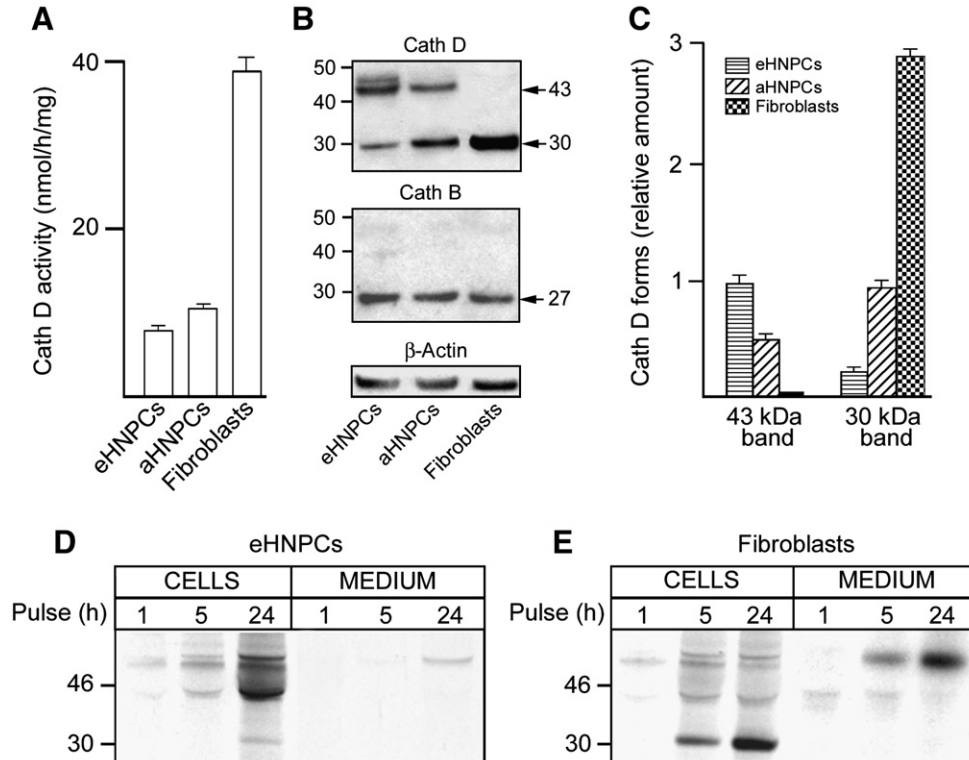 A
Cath D activity (nmol/h/mg)
40
20
eHNPCs
aHNPCs
Fibroblasts
B
Cath D
50
40
30
43
30
Cath B
50
40
30
27
β-Actin
eHNPCs
aHNPCs
Fibroblasts
C
Cath D forms (relative amount)
3
2
1
eHNPCs
aHNPCs
Fibroblasts
43 kDa
band
30 kDa
band
D
eHNPCs
CELLS MEDIUM
Pulse (h) 1 5 24 1 5 24
46
30
E
Fibroblasts
CELLS MEDIUM
Pulse (h) 1 5 24 1 5 24
46
30